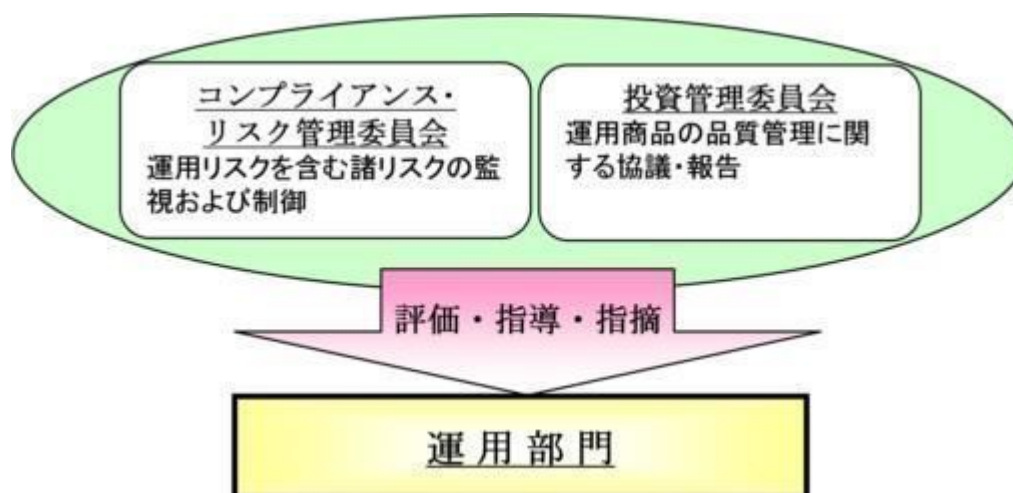 コンプライアンス・
リスク管理委員会
運用リスクを含む諸リスクの監
視および制御
投資管理委員会
運用商品の品質管理に関
する協議・報告
評価・指導・指摘
運用部門